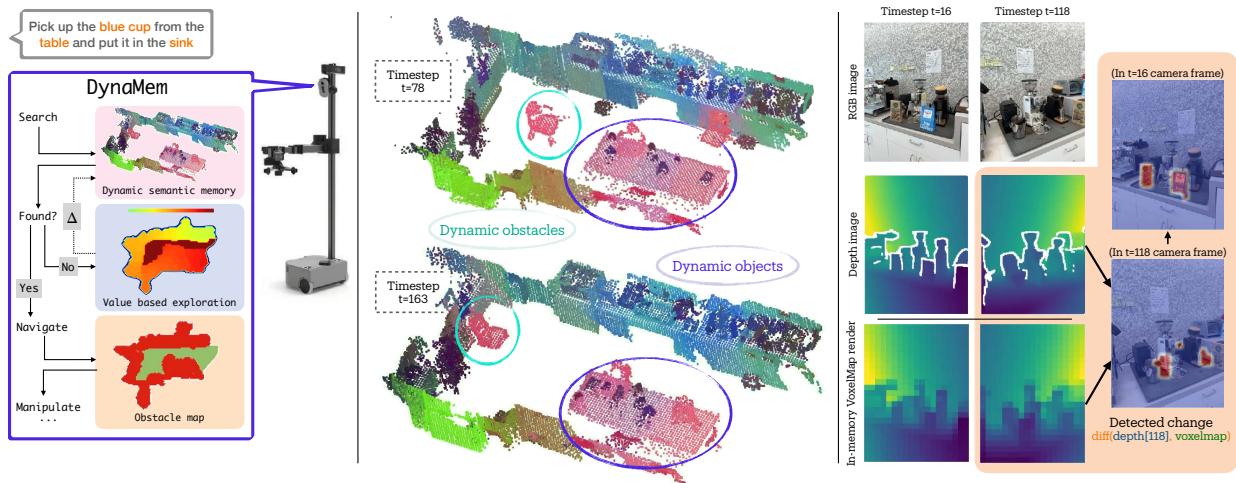 Pick up the blue cup from the
table and put it in the sink
DynaMem
Search
Dynamic semantic memory
Found?
Δ
No
Yes
Value based exploration
Navigate
Manipulate
...
Obstacle map
Timestep
t=78
Dynamic obstacles
Dynamic objects
Timestep
t=163
Timestep t=16
Timestep t=118
RGB image
Depth image
In-memory VoxelMap render
(In t=16 camera frame)
(In t=118 camera frame)
Detected change
diff(depth[118], voxelmap)